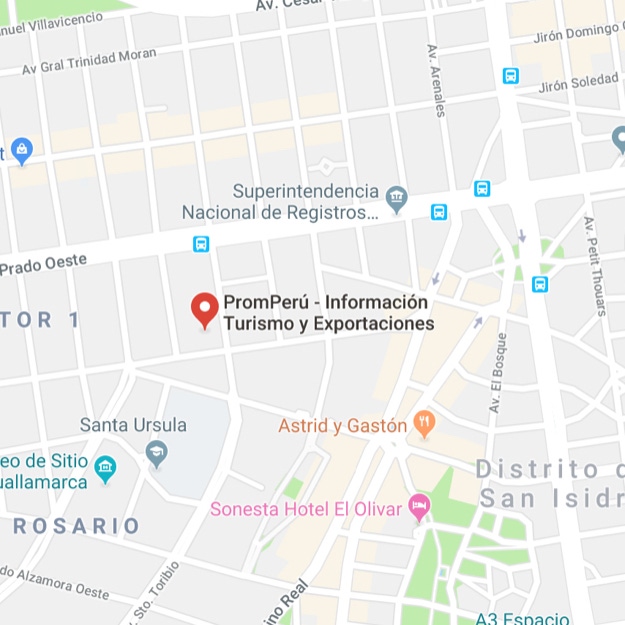 Av. César
nuel Villavicencio
Jirón Domingo
Av Gral Trinidad Moran
Av. Arenales
Jirón Soledad
t
Superintendencia
Nacional de Registros...
Prado Oeste
Av. Petit Thouars
PromPerú - Información
Turismo y Exportaciones
TOR 1
Av. El Bosque
Santa Ursula
Astrid y Gastón
eo de Sitio
uallamarca
Distrito d
San Isidr
Sonesta Hotel El Olivar
ROSARIO
do Alzamora Oeste
. Sto. Toribio
ino Real
A3 Espacio